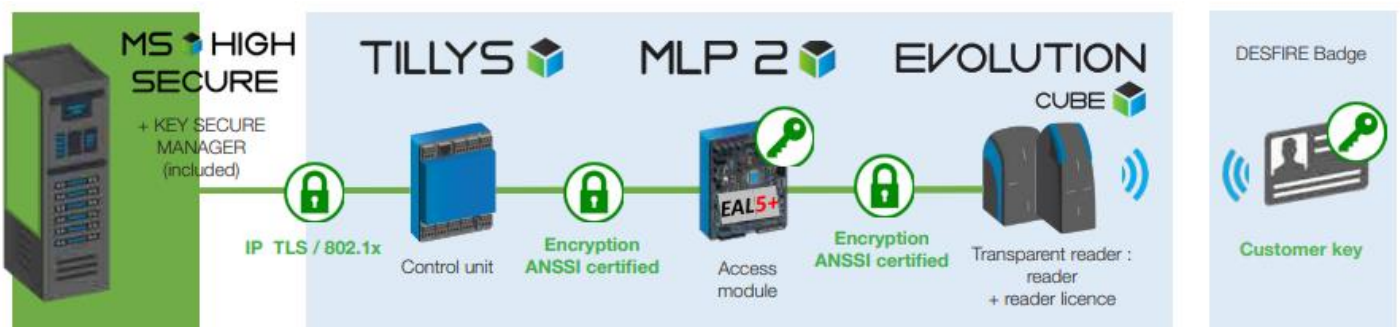 MS HIGH
SECURE
+ KEY SECURE
MANAGER
(included)
IP TLS / 802.1x
TILLYS
Control unit
Encryption
ANSSI certified
MLP 2
EAL5+
Access
module
Encryption
ANSSI certified
EVOLUTION
CUBE
Transparent reader :
reader
+ reader licence
DESFIRE Badge
Customer key